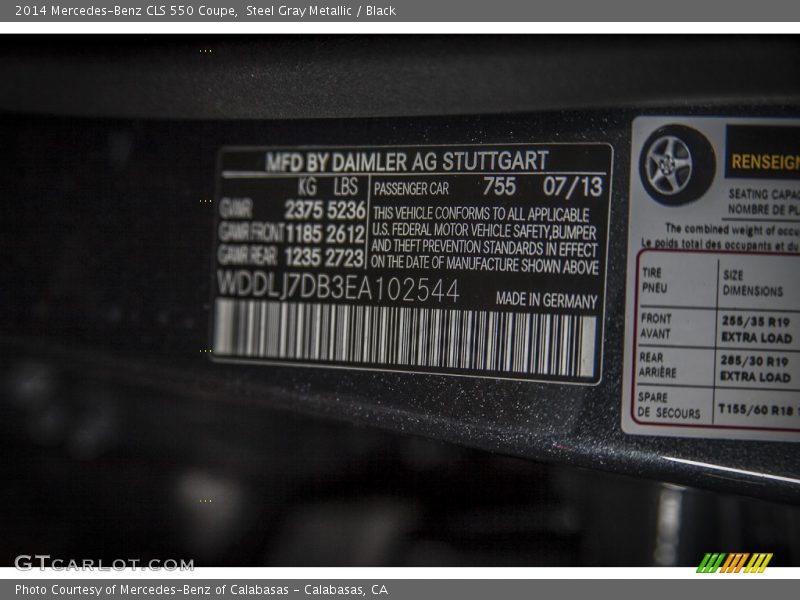 2014 Mercedes-Benz CLS 550 Coupe, Steel Gray Metallic / Black
MFD BY DAIMLER AG STUTTGART
KG LBS
GVWR 2375 5236
GAWR FRONT 1185 2612
GAWR REAR 1235 2723
PASSENGER CAR 755 07/13
THIS VEHICLE CONFORMS TO ALL APPLICABLE
U.S. FEDERAL MOTOR VEHICLE SAFETY,BUMPER
AND THEFT PREVENTION STANDARDS IN EFFECT
ON THE DATE OF MANUFACTURE SHOWN ABOVE
WDDLJ7DB3EA102544
MADE IN GERMANY
RENSEIGN
SEATING CAPAC
NOMBRE DE PL
The combined weight of occu
Le poids total des occupants et du
TIRE
PNEU
SIZE
DIMENSIONS
FRONT
AVANT
255/35 R19
EXTRA LOAD
REAR
ARRIÈRE
285/30 R19
EXTRA LOAD
SPARE
DE SECOURS
T155/60 R18
GTCARLOT.COM
Photo Courtesy of Mercedes-Benz of Calabasas - Calabasas, CA